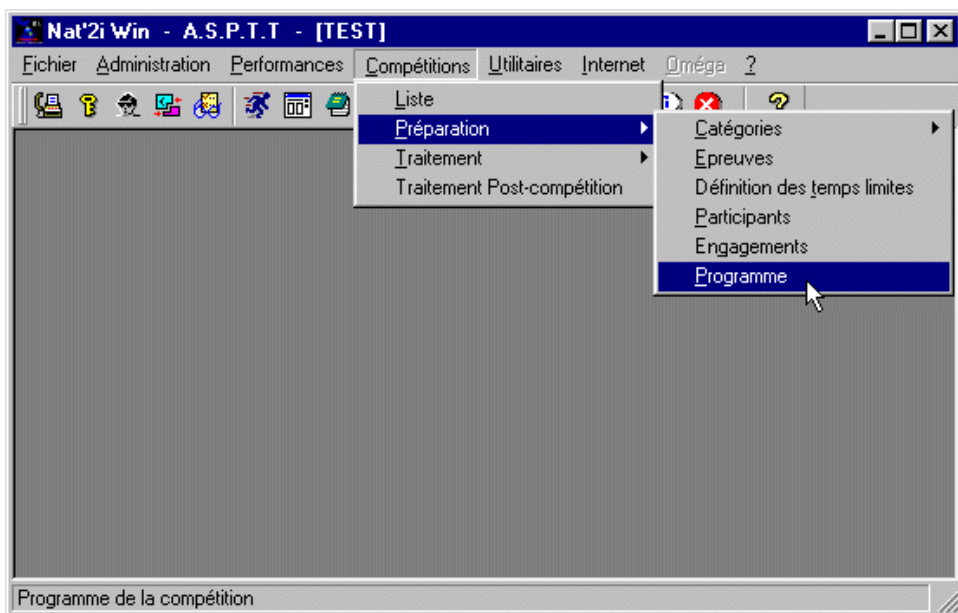 Nat'2i Win - A.S.P.T.T - [TEST]
Fichier Administration Performances Compétitions Utilitaires Internet Oméga ?
Liste
Préparation
Traitement
Traitement Post-compétition
Catégories
Epreuves
Définition des temps limites
Participants
Engagements
Programme
Programme de la compétition